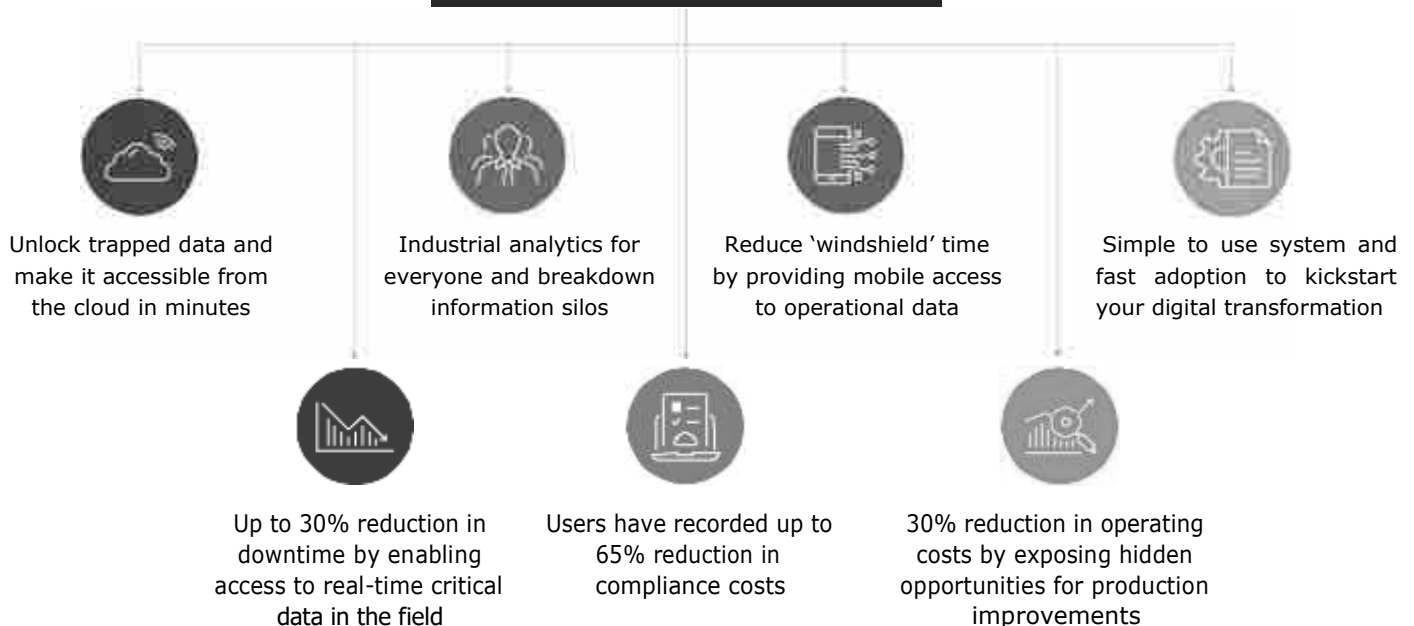 Unlock trapped data and
make it accessible from
the cloud in minutes
Industrial analytics for
everyone and breakdown
information silos
Reduce ‘windshield’ time
by providing mobile access
to operational data
Simple to use system and
fast adoption to kickstart
your digital transformation
Up to 30% reduction in
downtime by enabling
access to real-time critical
data in the field
Users have recorded up to
65% reduction in
compliance costs
30% reduction in operating
costs by exposing hidden
opportunities for production
improvements